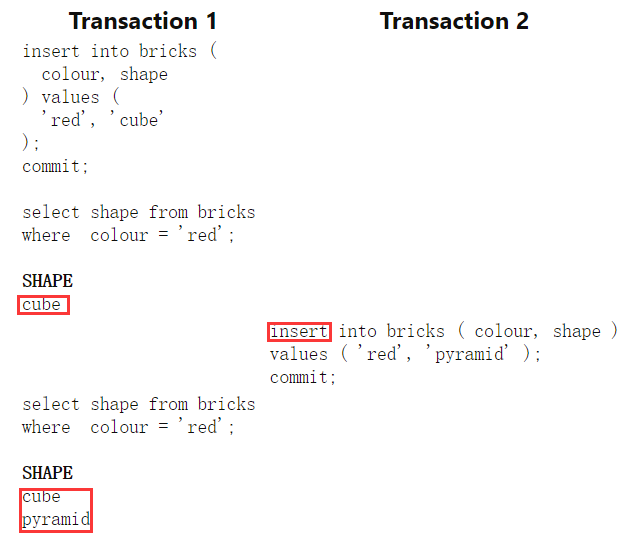 Transaction 1 Transaction 2
insert into bricks (
colour, shape
) values (
'red', 'cube'
);
commit;
select shape from bricks
where colour = 'red';
SHAPE
cube
insert into bricks ( colour, shape )
values ( 'red', 'pyramid' );
commit;
select shape from bricks
where colour = 'red';
SHAPE
cube
pyramid